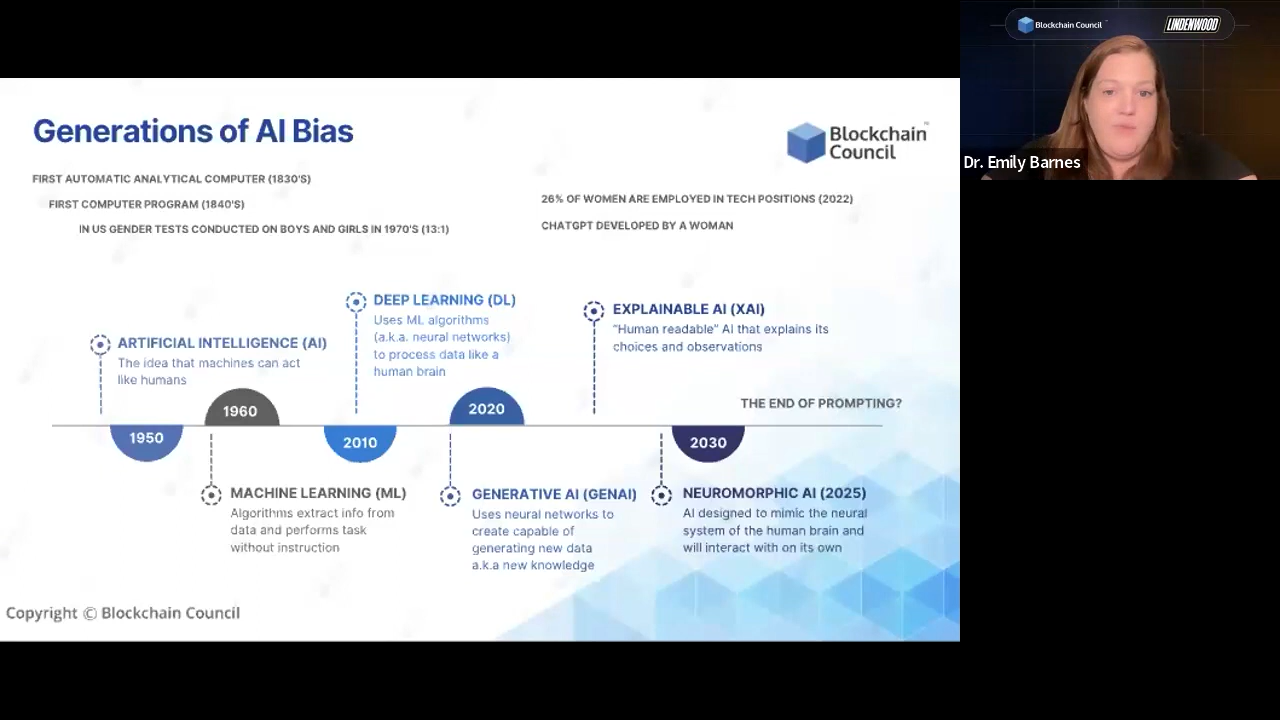 Generations of AI Bias
Blockchain
Council
™
FIRST AUTOMATIC ANALYTICAL COMPUTER (1830'S)
FIRST COMPUTER PROGRAM (1840'S)
IN US GENDER TESTS CONDUCTED ON BOYS AND GIRLS IN 1970'S (13:1)
26% OF WOMEN ARE EMPLOYED IN TECH POSITIONS (2022)
CHATGPT DEVELOPED BY A WOMAN
ARTIFICIAL INTELLIGENCE (AI)
The idea that machines can act
like humans
DEEP LEARNING (DL)
Uses ML algorithms
(a.k.a. neural networks)
to process data like a
human brain
EXPLAINABLE AI (XAI)
"Human readable" AI that explains its
choices and observations
THE END OF PROMPTING?
1950
1960
2010
2020
2030
MACHINE LEARNING (ML)
Algorithms extract info from
data and performs task
without instruction
GENERATIVE AI (GENAI)
Uses neural networks to
create capable of
generating new data
a.k.a new knowledge
NEUROMORPHIC AI (2025)
AI designed to mimic the neural
system of the human brain and
will interact with on its own
Copyright © Blockchain Council
Blockchain Council
LINDENWOOD
Dr. Emily Barnes